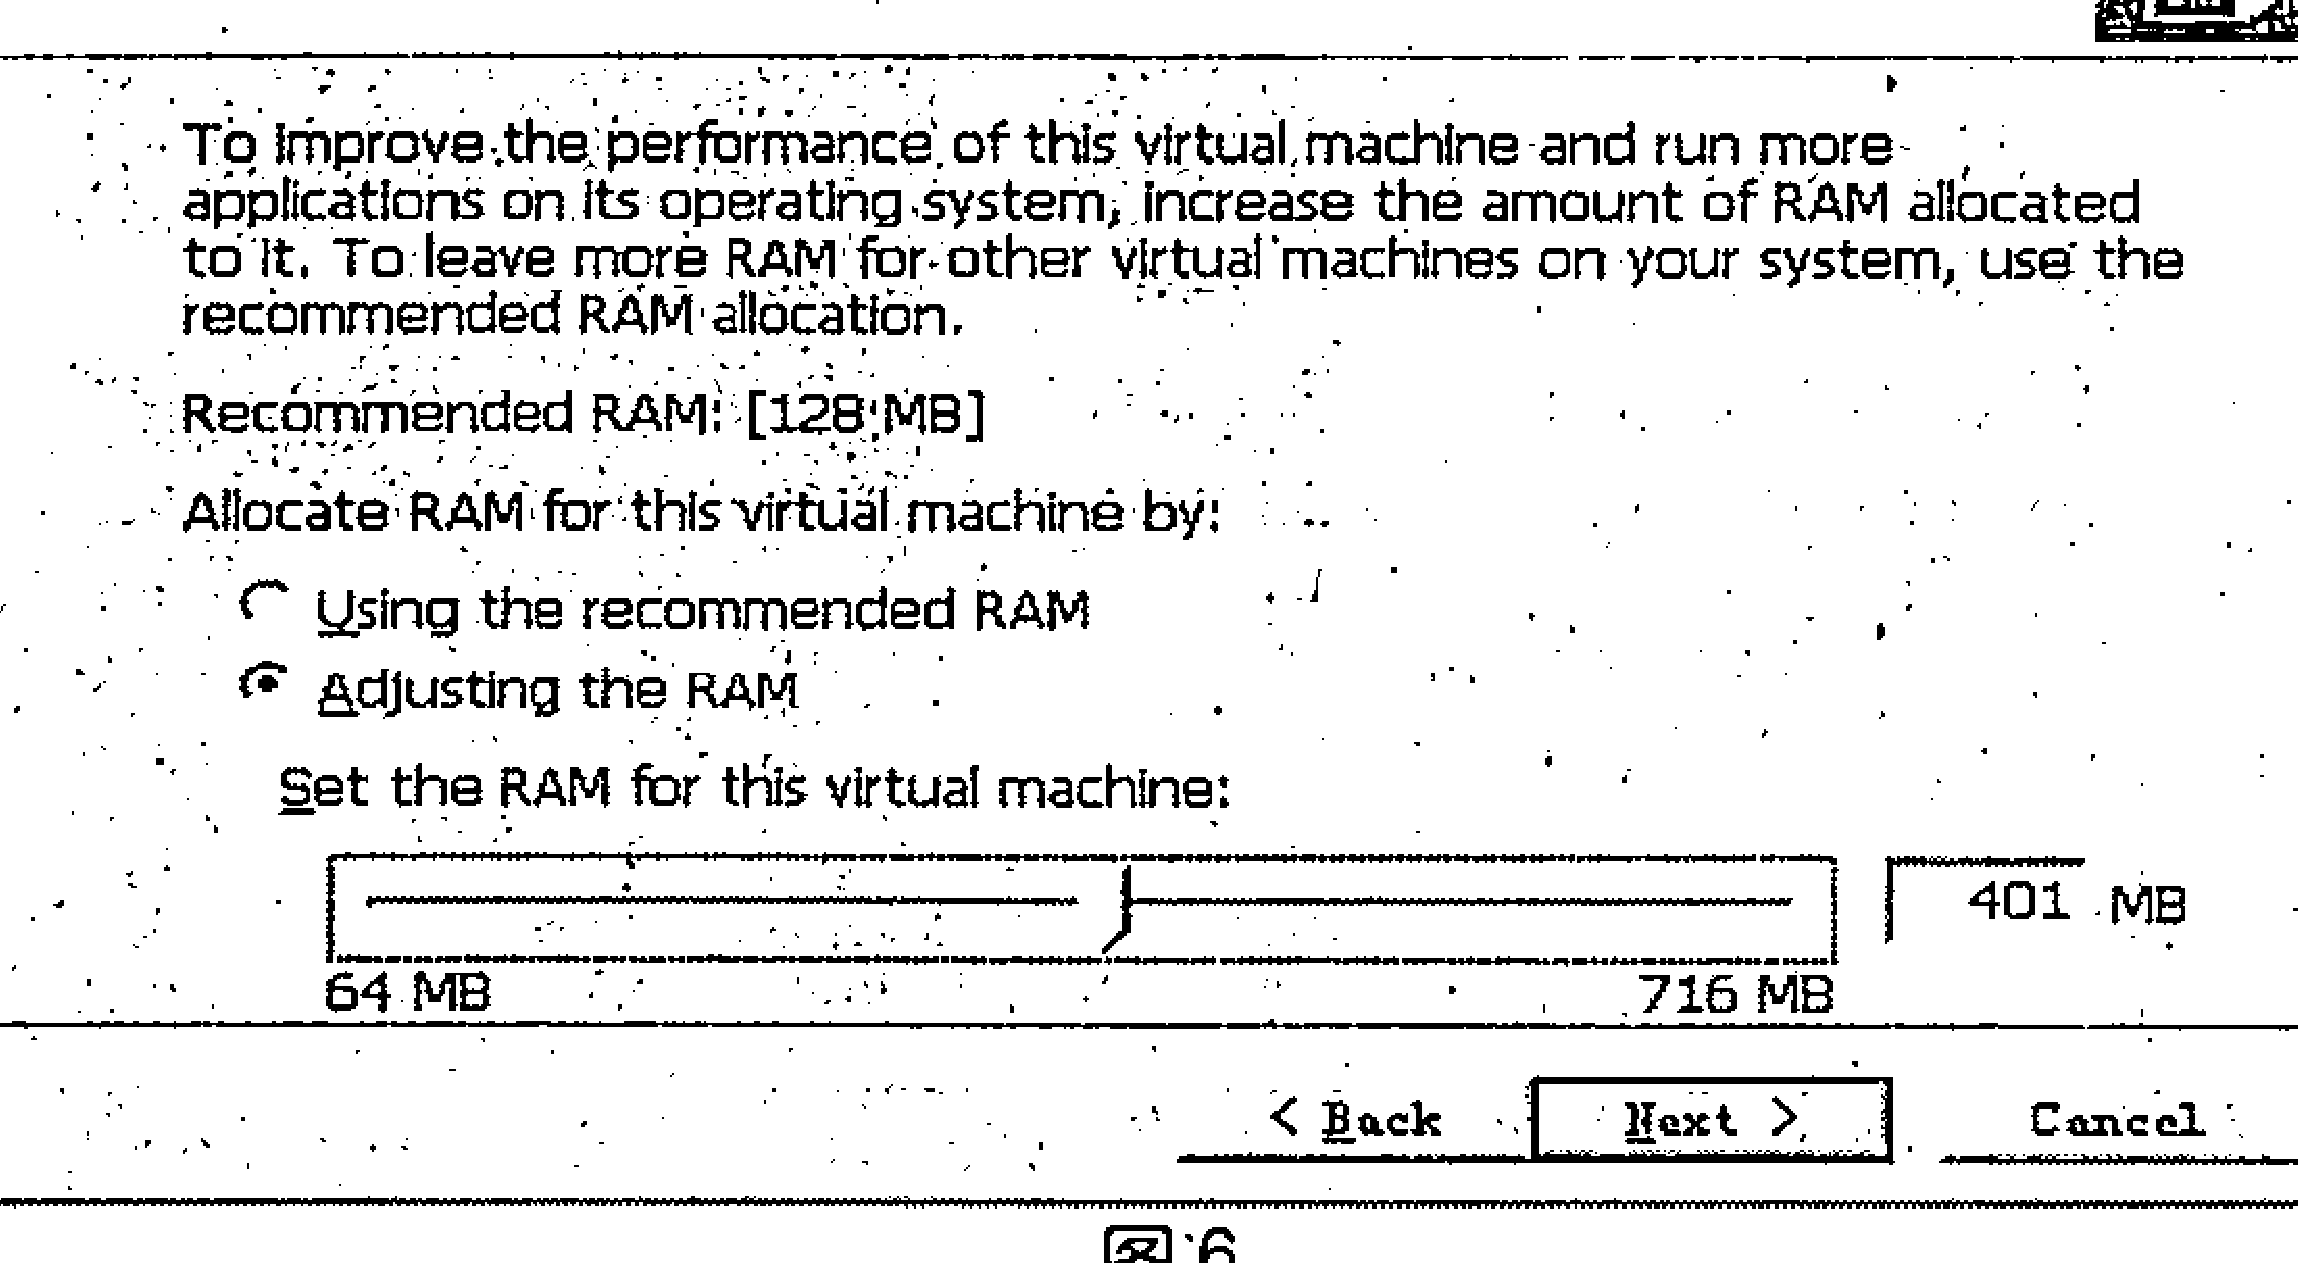 To improve the performance of this virtual machine and run more
applications on its operating system, increase the amount of RAM allocated
to it. To leave more RAM for other virtual machines on your system, use the
recommended RAM allocation.
Recommended RAM: [128 MB]
Allocate RAM for this virtual machine by:
Using the recommended RAM
Adjusting the RAM
Set the RAM for this virtual machine:
401 MB
64 MB 716 MB
< Back Next > Cancel
图 6